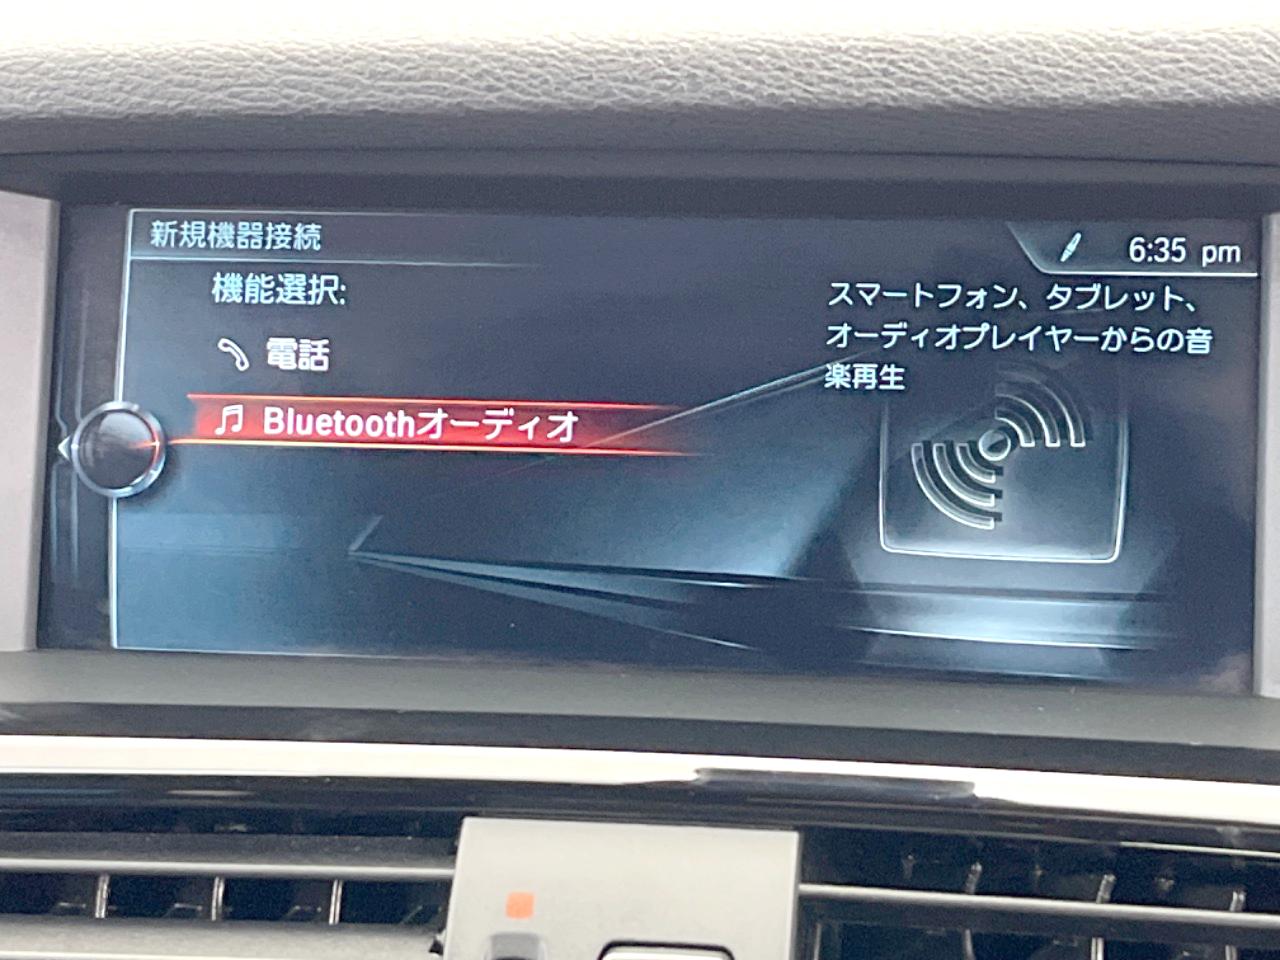 新規機器接続
6:35 pm
機能選択:
電話
Bluetoothオーディオ
スマートフォン、タブレット、
オーディオプレイヤーからの音
楽再生